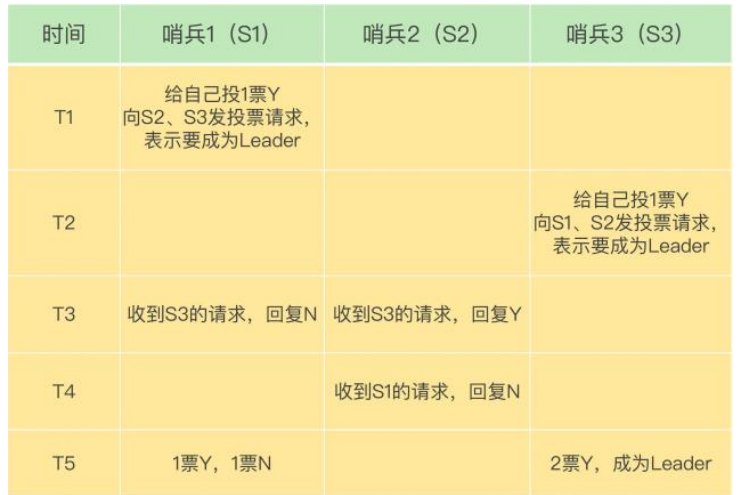 时间
哨兵1（S1）
哨兵2（S2）
哨兵3（S3）
T1
给自己投1票Y
向S2、S3发投票请求，
表示要成为Leader
T2
给自己投1票Y
向S1、S2发投票请求，
表示要成为Leader
T3
收到S3的请求，回复N
收到S3的请求，回复Y
T4
收到S1的请求，回复N
T5
1票Y，1票N
2票Y，成为Leader